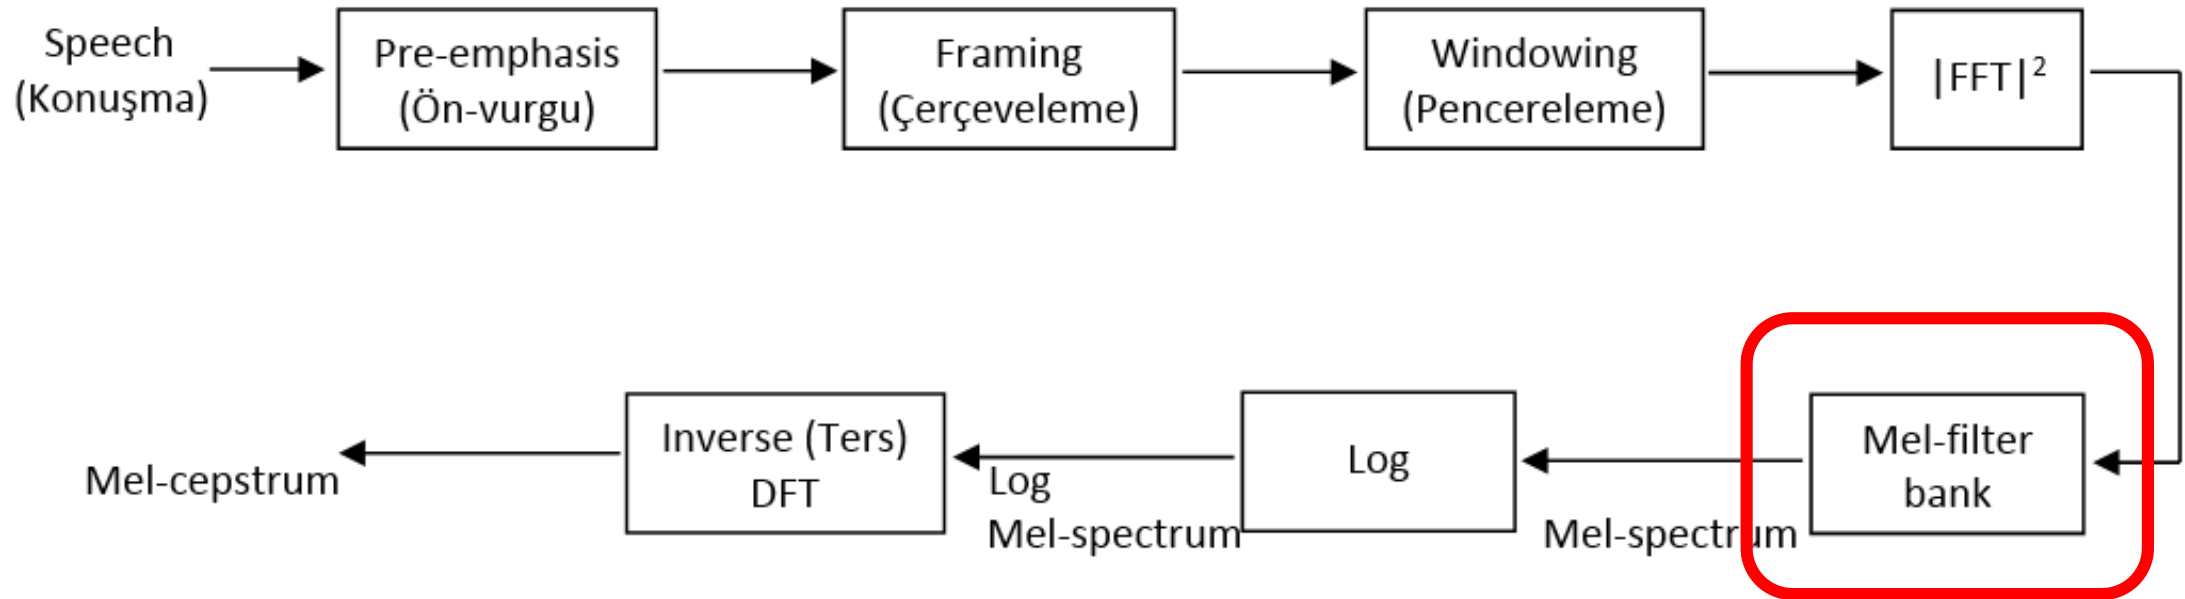 Speech
(Konuşma)
Pre-emphasis
(Ön-vurgu)
Framing
(Çerçeveleme)
Windowing
(Pencereleme)
|FFT|²
Mel-filter
bank
Mel-spectrum
Log
Log
Mel-spectrum
Inverse (Ters)
DFT
Mel-cepstrum